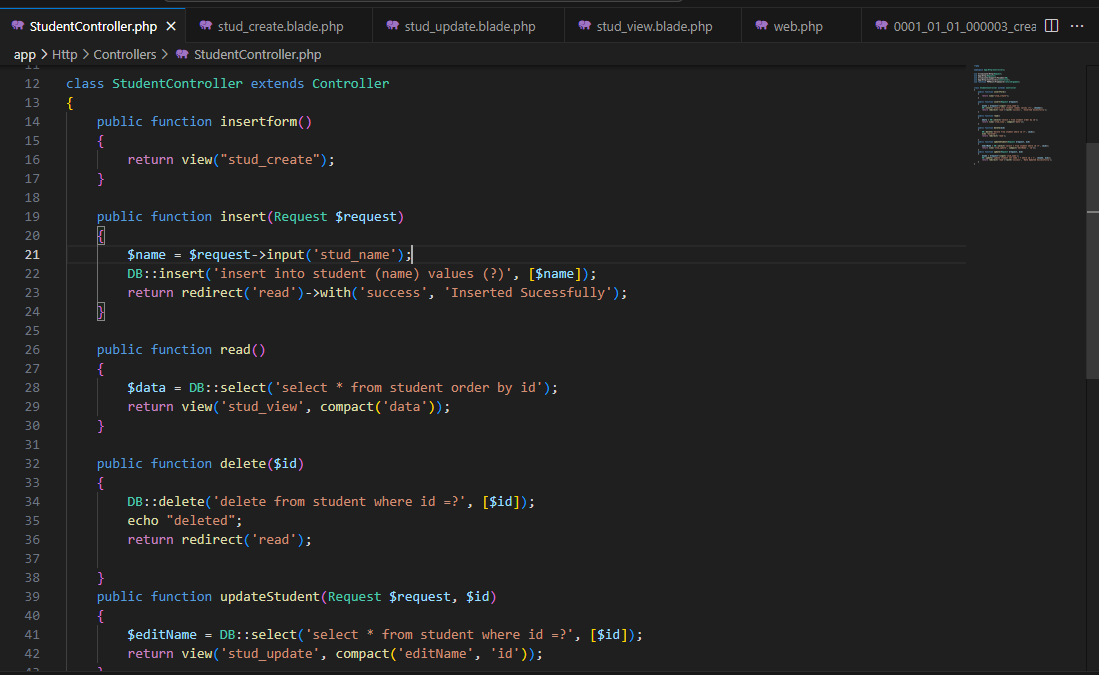 StudentController.php
stud_create.blade.php
stud_update.blade.php
stud_view.blade.php
web.php
0001_01_01_000003_crea
app > Http > Controllers > StudentController.php
11
12 class StudentController extends Controller
13 {
14 public function insertform()
15 {
16 return view("stud_create");
17 }
18
19 public function insert(Request $request)
20 {
21 $name = $request->input('stud_name');
22 DB::insert('insert into student (name) values (?)', [$name]);
23 return redirect('read')->with('success', 'Inserted Sucessfully');
24 }
25
26 public function read()
27 {
28 $data = DB::select('select * from student order by id');
29 return view('stud_view', compact('data'));
30 }
31
32 public function delete($id)
33 {
34 DB::delete('delete from student where id =?', [$id]);
35 echo "deleted";
36 return redirect('read');
37
38 }
39 public function updateStudent(Request $request, $id)
40 {
41 $editName = DB::select('select * from student where id =?', [$id]);
42 return view('stud_update', compact('editName', 'id'));
43 }